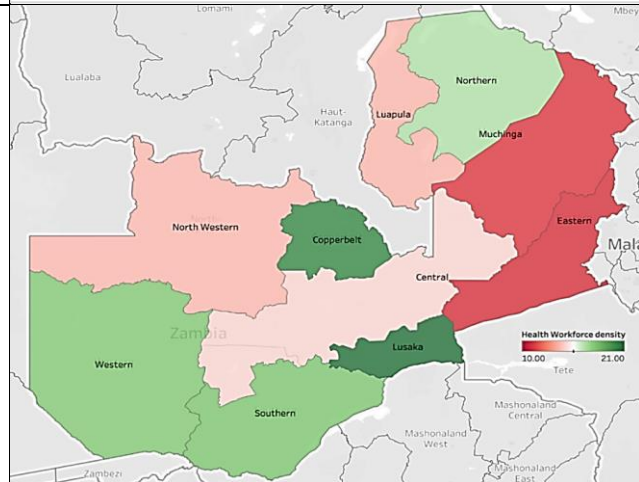 Lomami
Mbey
Lualaba
Northern
Haut-
Katanga
Luapula
Muchinga
North Western
Eastern
Copperbelt
Mala
Central
Zambia
Health Workforce density
10.00 21.00
Lusaka
Western
Tete
Southern
Mashonaland
Central
Mashonaland
West
Zambezi
Mashonaland
East